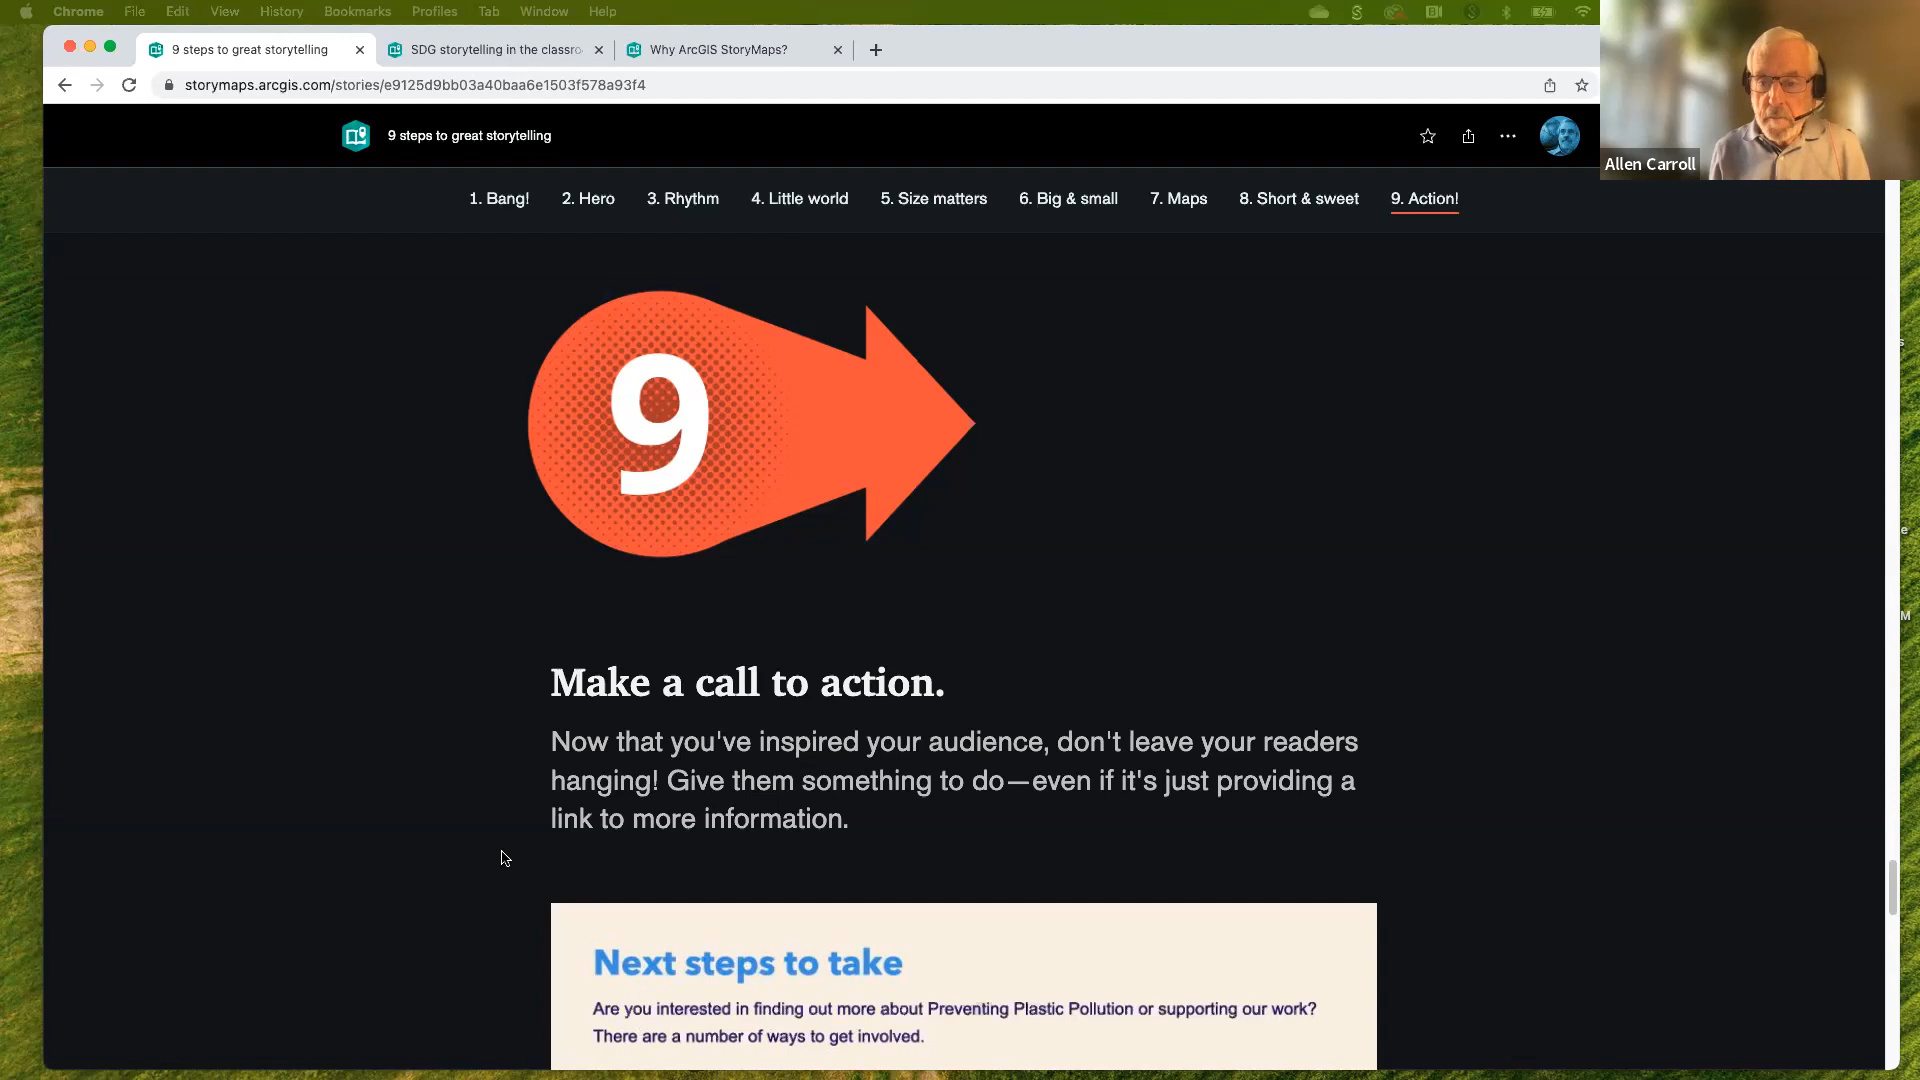 Chrome File Edit View History Bookmarks Profiles Tab Window Help
9 steps to great storytelling
SDG storytelling in the classro
Why ArcGIS StoryMaps?
storymaps.arcgis.com/stories/e9125d9bb03a40baa6e1503f578a93f4
Allen Carroll
9 steps to great storytelling
1. Bang! 2. Hero 3. Rhythm 4. Little world 5. Size matters 6. Big & small 7. Maps 8. Short & sweet 9. Action!
9
Make a call to action.
Now that you've inspired your audience, don't leave your readers
hanging! Give them something to do—even if it's just providing a
link to more information.
Next steps to take
Are you interested in finding out more about Preventing Plastic Pollution or supporting our work?
There are a number of ways to get involved.